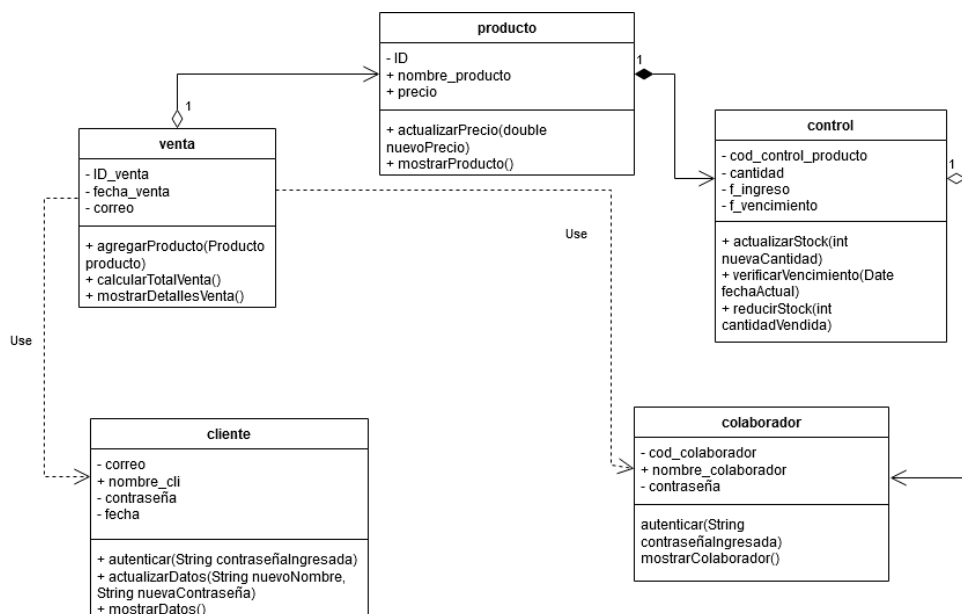 producto
- ID
+ nombre_producto
+ precio
+ actualizarPrecio(double
nuevoPrecio)
+ mostrarProducto()
1
1
venta
- ID_venta
- fecha_venta
- correo
+ agregarProducto(Producto
producto)
+ calcularTotalVenta()
+ mostrarDetallesVenta()
control
- cod_control_producto
- cantidad
- f_ingreso
- f_vencimiento
+ actualizarStock(int
nuevaCantidad)
+ verificarVencimiento(Date
fechaActual)
+ reducirStock(int
cantidadVendida)
1
Use
Use
cliente
- correo
+ nombre_cli
- contraseña
- fecha
+ autenticar(String contraseñaIngresada)
+ actualizarDatos(String nuevoNombre,
String nuevaContraseña)
+ mostrarDatos()
colaborador
- cod_colaborador
+ nombre_colaborador
- contraseña
autenticar(String
contraseñaIngresada)
mostrarColaborador()